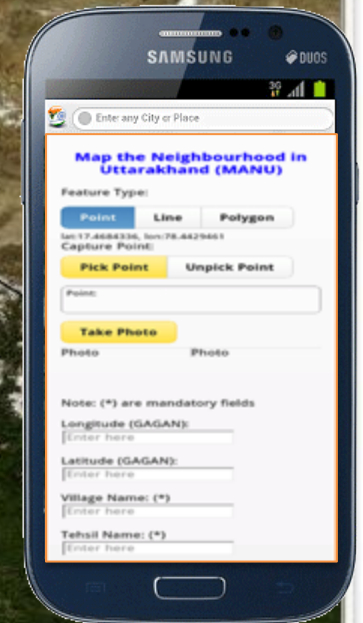 SAMSUNG
DUOS
3G
Enter any City or Place
Map the Neighbourhood in
Uttarakhand (MANU)
Feature Type:
Point Line Polygon
lat:17.4684336, lon:78.4429461
Capture Point:
Pick Point Unpick Point
Point:
Take Photo
Photo Photo
Note: (*) are mandatory fields
Longitude (GAGAN):
Enter here
Latitude (GAGAN):
Enter here
Village Name: (*)
Enter here
Tehsil Name: (*)
Enter here